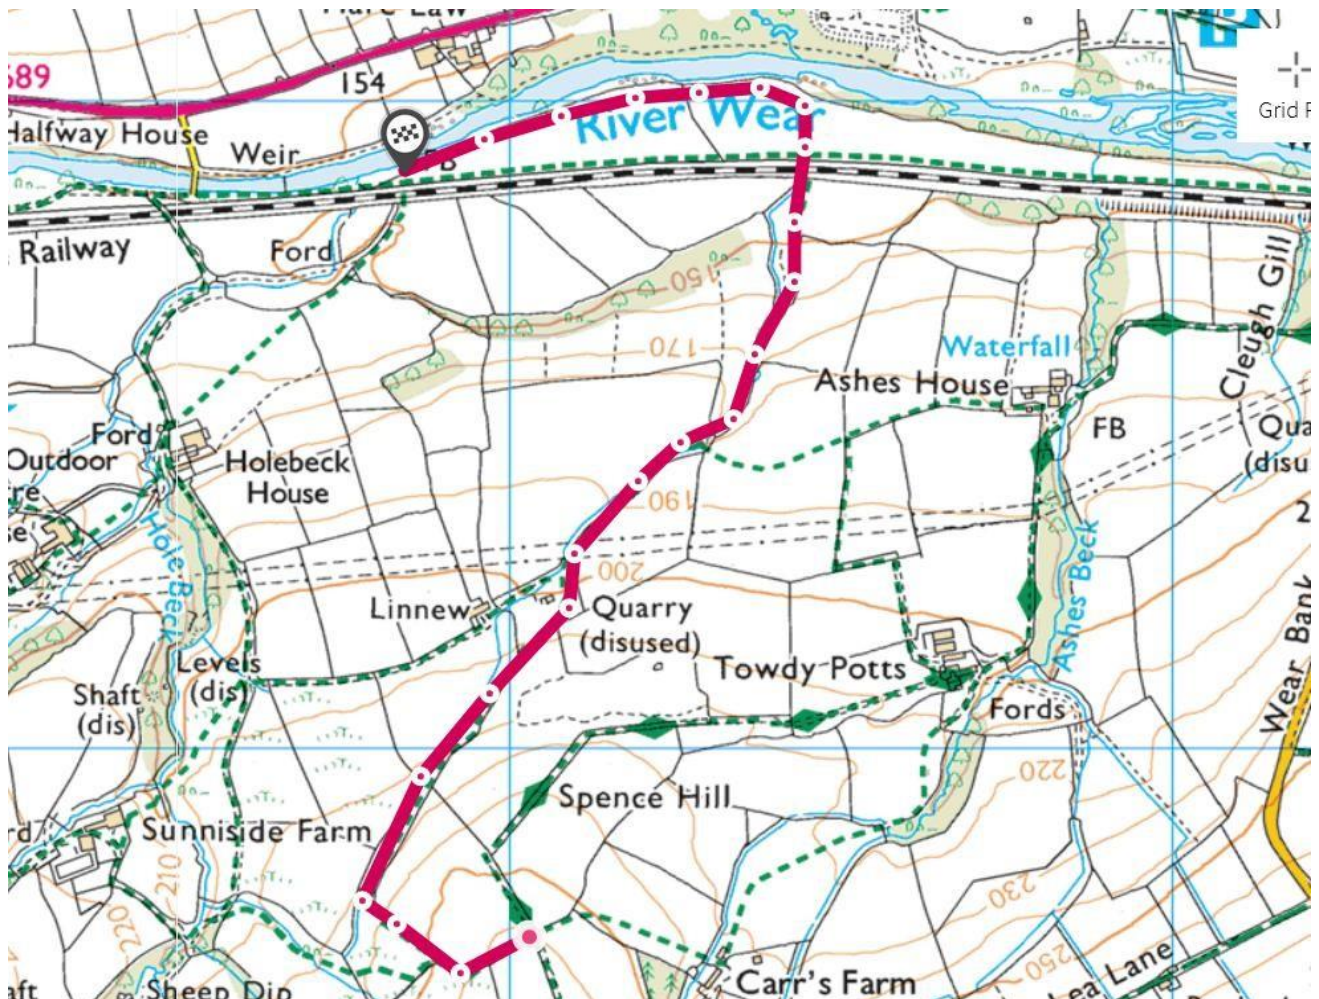 689
154
Halfway House
Weir
FB
River Wear
Grid
Railway
Ford
150
Cleugh Gill
170
Waterfall
Ashes House
Ford
Outdoor
Holebeck
House
FB
190
Hole Beck
200
Ashes Beck
Linnew
Quarry
(disused)
Levels
(dis)
Towdy Potts
Shaft
(dis)
Fords
Wear Bank
220
Spence Hill
Sunniside Farm
210
230
220
250
Lea Lane
Carr's Farm
Sheep Dip